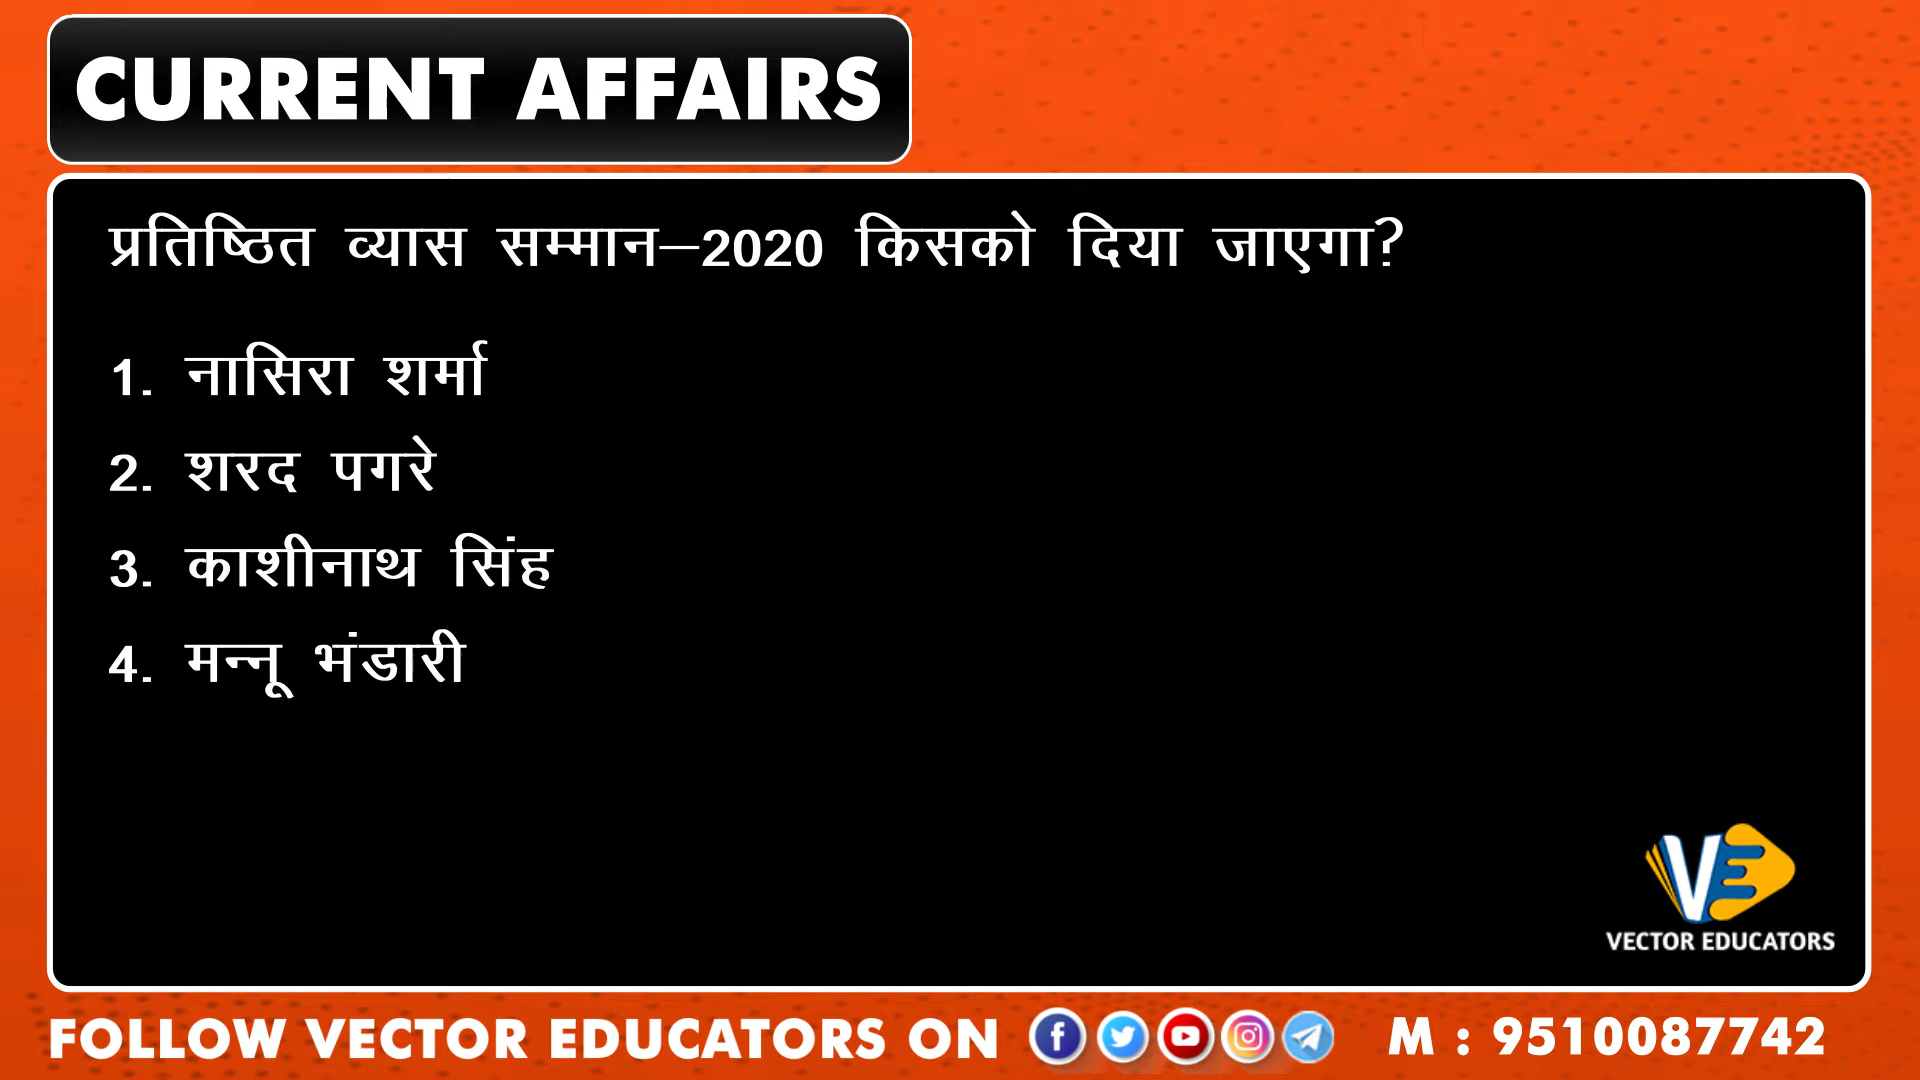 CURRENT AFFAIRS
प्रतिष्ठित व्यास सम्मान–2020 किसको दिया जाएगा?
1. नासिरा शर्मा
2. शरद पगरे
3. काशीनाथ सिंह
4. मन्नू भंडारी
VE
VECTOR EDUCATORS
FOLLOW VECTOR EDUCATORS ON M : 9510087742